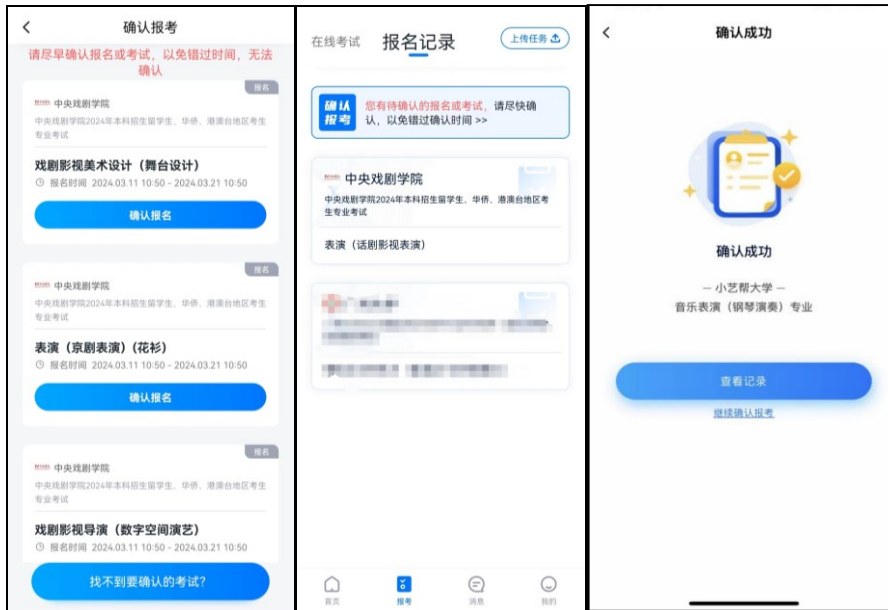 确认报考
请尽早确认报名或考试，以免错过时间，无法
确认
报名
中央戏剧学院
中央戏剧学院2024年本科招生留学生、华侨、港澳台地区考生
专业考试
戏剧影视美术设计（舞台设计）
报名时间 2024.03.11 10:50 - 2024.03.21 10:50
确认报名
报名
中央戏剧学院
中央戏剧学院2024年本科招生留学生、华侨、港澳台地区考生
专业考试
表演（京剧表演）(花衫）
报名时间 2024.03.11 10:50 - 2024.03.21 10:50
确认报名
报名
中央戏剧学院
中央戏剧学院2024年本科招生留学生、华侨、港澳台地区考生
专业考试
戏剧影视导演（数字空间演艺）
报名时间 2024.03.11 10:50 - 2024.03.21 10:50
找不到要确认的考试？
在线考试
报名记录
上传任务
确认
报考
您有待确认的报名或考试，请尽快确
认，以免错过确认时间 >>
中央戏剧学院
中央戏剧学院2024年本科招生留学生、华侨、港澳台地区考
生专业考试
表演（话剧影视表演）
首页
报考
消息
我的
确认成功
确认成功
— 小艺帮大学 —
音乐表演（钢琴演奏）专业
查看记录
继续确认报考